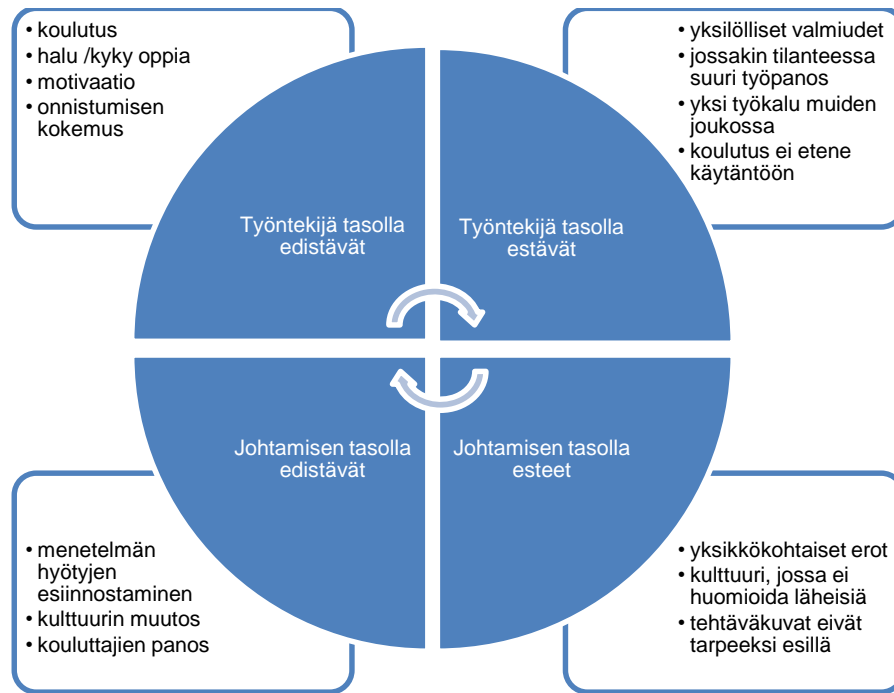 • koulutus
• halu /kyky oppia
• motivaatio
• onnistumisen
kokemus
• yksilölliset valmiudet
• jossakin tilanteessa
suuri työpanos
• yksi työkalu muiden
joukossa
• koulutus ei etene
käytäntöön
Työntekijä tasolla
edistävät
Työntekijä tasolla
estävät
Johtamisen tasolla
edistävät
Johtamisen tasolla
esteet
• menetelmän
hyötyjen
esiinnostaminen
• kulttuurin muutos
• kouluttajien panos
• yksikkökohtaiset erot
• kulttuuri, jossa ei
huomioida läheisiä
• tehtäväkuvat eivät
tarpeeksi esillä